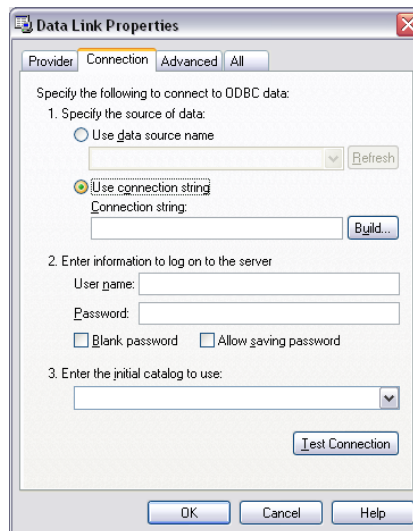 Data Link Properties
Provider Connection Advanced All
Specify the following to connect to ODBC data:
1. Specify the source of data:
Use data source name
Refresh
Use connection string
Connection string:
Build...
2. Enter information to log on to the server
User name:
Password:
Blank password Allow saving password
3. Enter the initial catalog to use:
Test Connection
OK Cancel Help